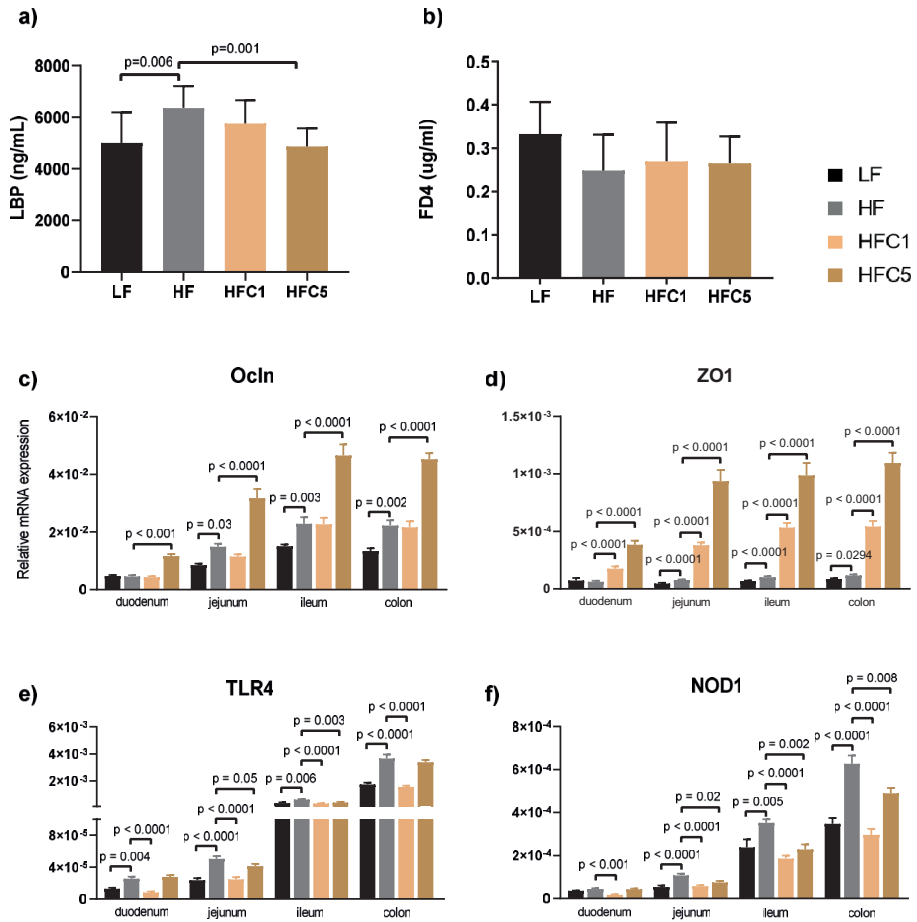 a)
p=0.006
p=0.001
8000
6000
4000
2000
0
LBP (ng/mL)
LF
HF
HFC1
HFC5
b)
0.5
0.4
0.3
0.2
0.1
0.0
FD4 (ug/ml)
LF
HF
HFC1
HFC5
LF
HF
HFC1
HFC5
c)
Ocln
Relative mRNA expression
6×10⁻²
4×10⁻²
2×10⁻²
0
p < 0.001
p = 0.03
p < 0.0001
p = 0.003
p < 0.0001
p = 0.002
p < 0.0001
duodenum
jejunum
ileum
colon
d)
ZO1
1.5×10⁻³
1×10⁻³
5×10⁻⁴
0
p < 0.0001
p < 0.0001
p < 0.0001
p < 0.0001
p < 0.0001
p < 0.0001
p < 0.0001
p < 0.0001
p = 0.0294
p < 0.0001
p < 0.0001
duodenum
jejunum
ileum
colon
e)
TLR4
7×10⁻³
5×10⁻³
3×10⁻³
1×10⁻³
8×10⁻⁵
4×10⁻⁵
0
p = 0.004
p < 0.0001
p < 0.0001
p < 0.0001
p = 0.05
p = 0.006
p < 0.0001
p = 0.003
p < 0.0001
p < 0.0001
duodenum
jejunum
ileum
colon
f)
NOD1
8×10⁻⁴
6×10⁻⁴
4×10⁻⁴
2×10⁻⁴
0
p < 0.001
p < 0.0001
p < 0.0001
p = 0.02
p = 0.005
p < 0.0001
p = 0.002
p < 0.0001
p < 0.0001
p = 0.008
duodenum
jejunum
ileum
colon